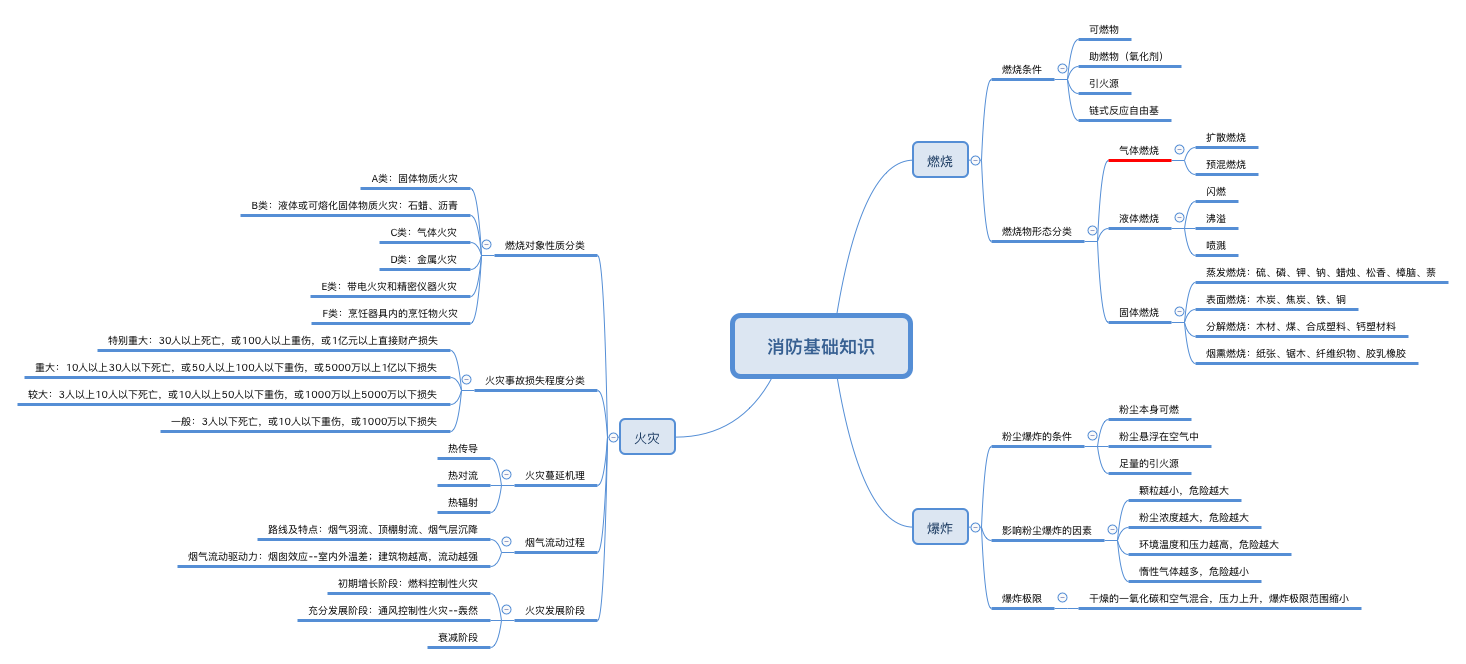 消防基础知识
燃烧
燃烧条件
可燃物
助燃物（氧化剂）
引火源
链式反应自由基
燃烧物形态分类
气体燃烧
扩散燃烧
预混燃烧
液体燃烧
闪燃
沸溢
喷溅
固体燃烧
蒸发燃烧：硫、磷、钾、钠、蜡烛、松香、樟脑、萘
表面燃烧：木炭、焦炭、铁、铜
分解燃烧：木材、煤、合成塑料、钙塑材料
烟熏燃烧：纸张、锯木、纤维织物、胶乳橡胶
爆炸
粉尘爆炸的条件
粉尘本身可燃
粉尘悬浮在空气中
足量的引火源
影响粉尘爆炸的因素
颗粒越小，危险越大
粉尘浓度越大，危险越大
环境温度和压力越高，危险越大
惰性气体越多，危险越小
爆炸极限
干燥的一氧化碳和空气混合，压力上升，爆炸极限范围缩小
火灾
燃烧对象性质分类
A类：固体物质火灾
B类：液体或可熔化固体物质火灾：石蜡、沥青
C类：气体火灾
D类：金属火灾
E类：带电火灾和精密仪器火灾
F类：烹饪器具内的烹饪物火灾
火灾事故损失程度分类
特别重大：30人以上死亡，或100人以上重伤，或1亿元以上直接财产损失
重大：10人以上30人以下死亡，或50人以上100人以下重伤，或5000万以上1亿以下损失
较大：3人以上10人以下死亡，或10人以上50人以下重伤，或1000万以上5000万以下损失
一般：3人以下死亡，或10人以下重伤，或1000万以下损失
火灾蔓延机理
热传导
热对流
热辐射
烟气流动过程
路线及特点：烟气羽流、顶棚射流、烟气层沉降
烟气流动驱动力：烟囱效应--室内外温差；建筑物越高，流动越强
火灾发展阶段
初期增长阶段：燃料控制性火灾
充分发展阶段：通风控制性火灾--轰然
衰减阶段